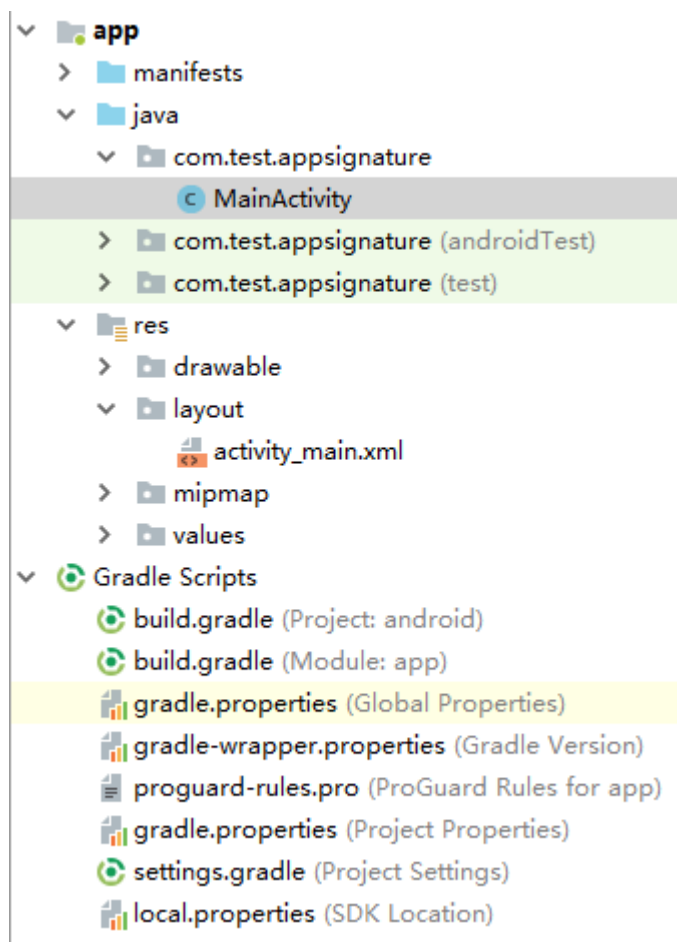 app
manifests
java
com.test.appsignature
MainActivity
com.test.appsignature (androidTest)
com.test.appsignature (test)
res
drawable
layout
activity_main.xml
mipmap
values
Gradle Scripts
build.gradle (Project: android)
build.gradle (Module: app)
gradle.properties (Global Properties)
gradle-wrapper.properties (Gradle Version)
proguard-rules.pro (ProGuard Rules for app)
gradle.properties (Project Properties)
settings.gradle (Project Settings)
local.properties (SDK Location)